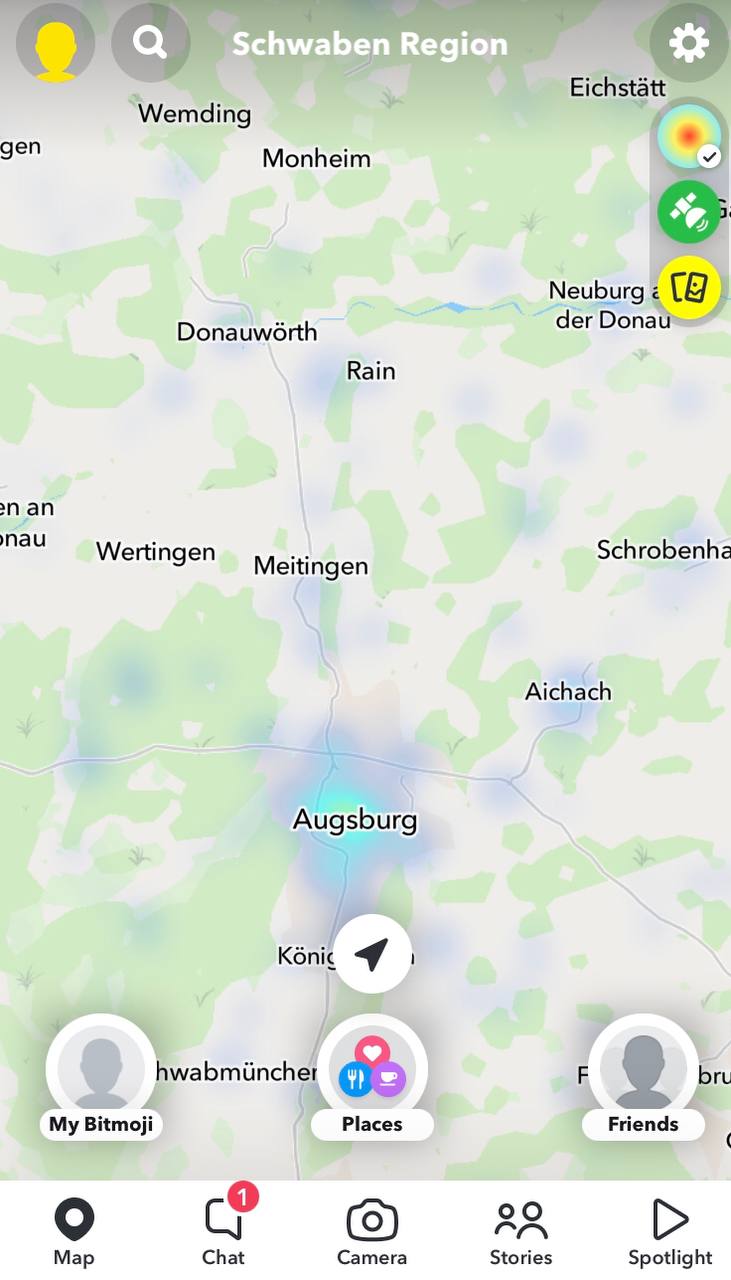 Schwaben Region
Eichstätt
Wemding
gen
Monheim
Neuburg a
der Donau
Donauwörth
Rain
en an
onau
Wertingen
Meitingen
Schrobenha
Aichach
Augsburg
König
hwabmünchen
My Bitmoji
Places
Friends
1
Map
Chat
Camera
Stories
Spotlight